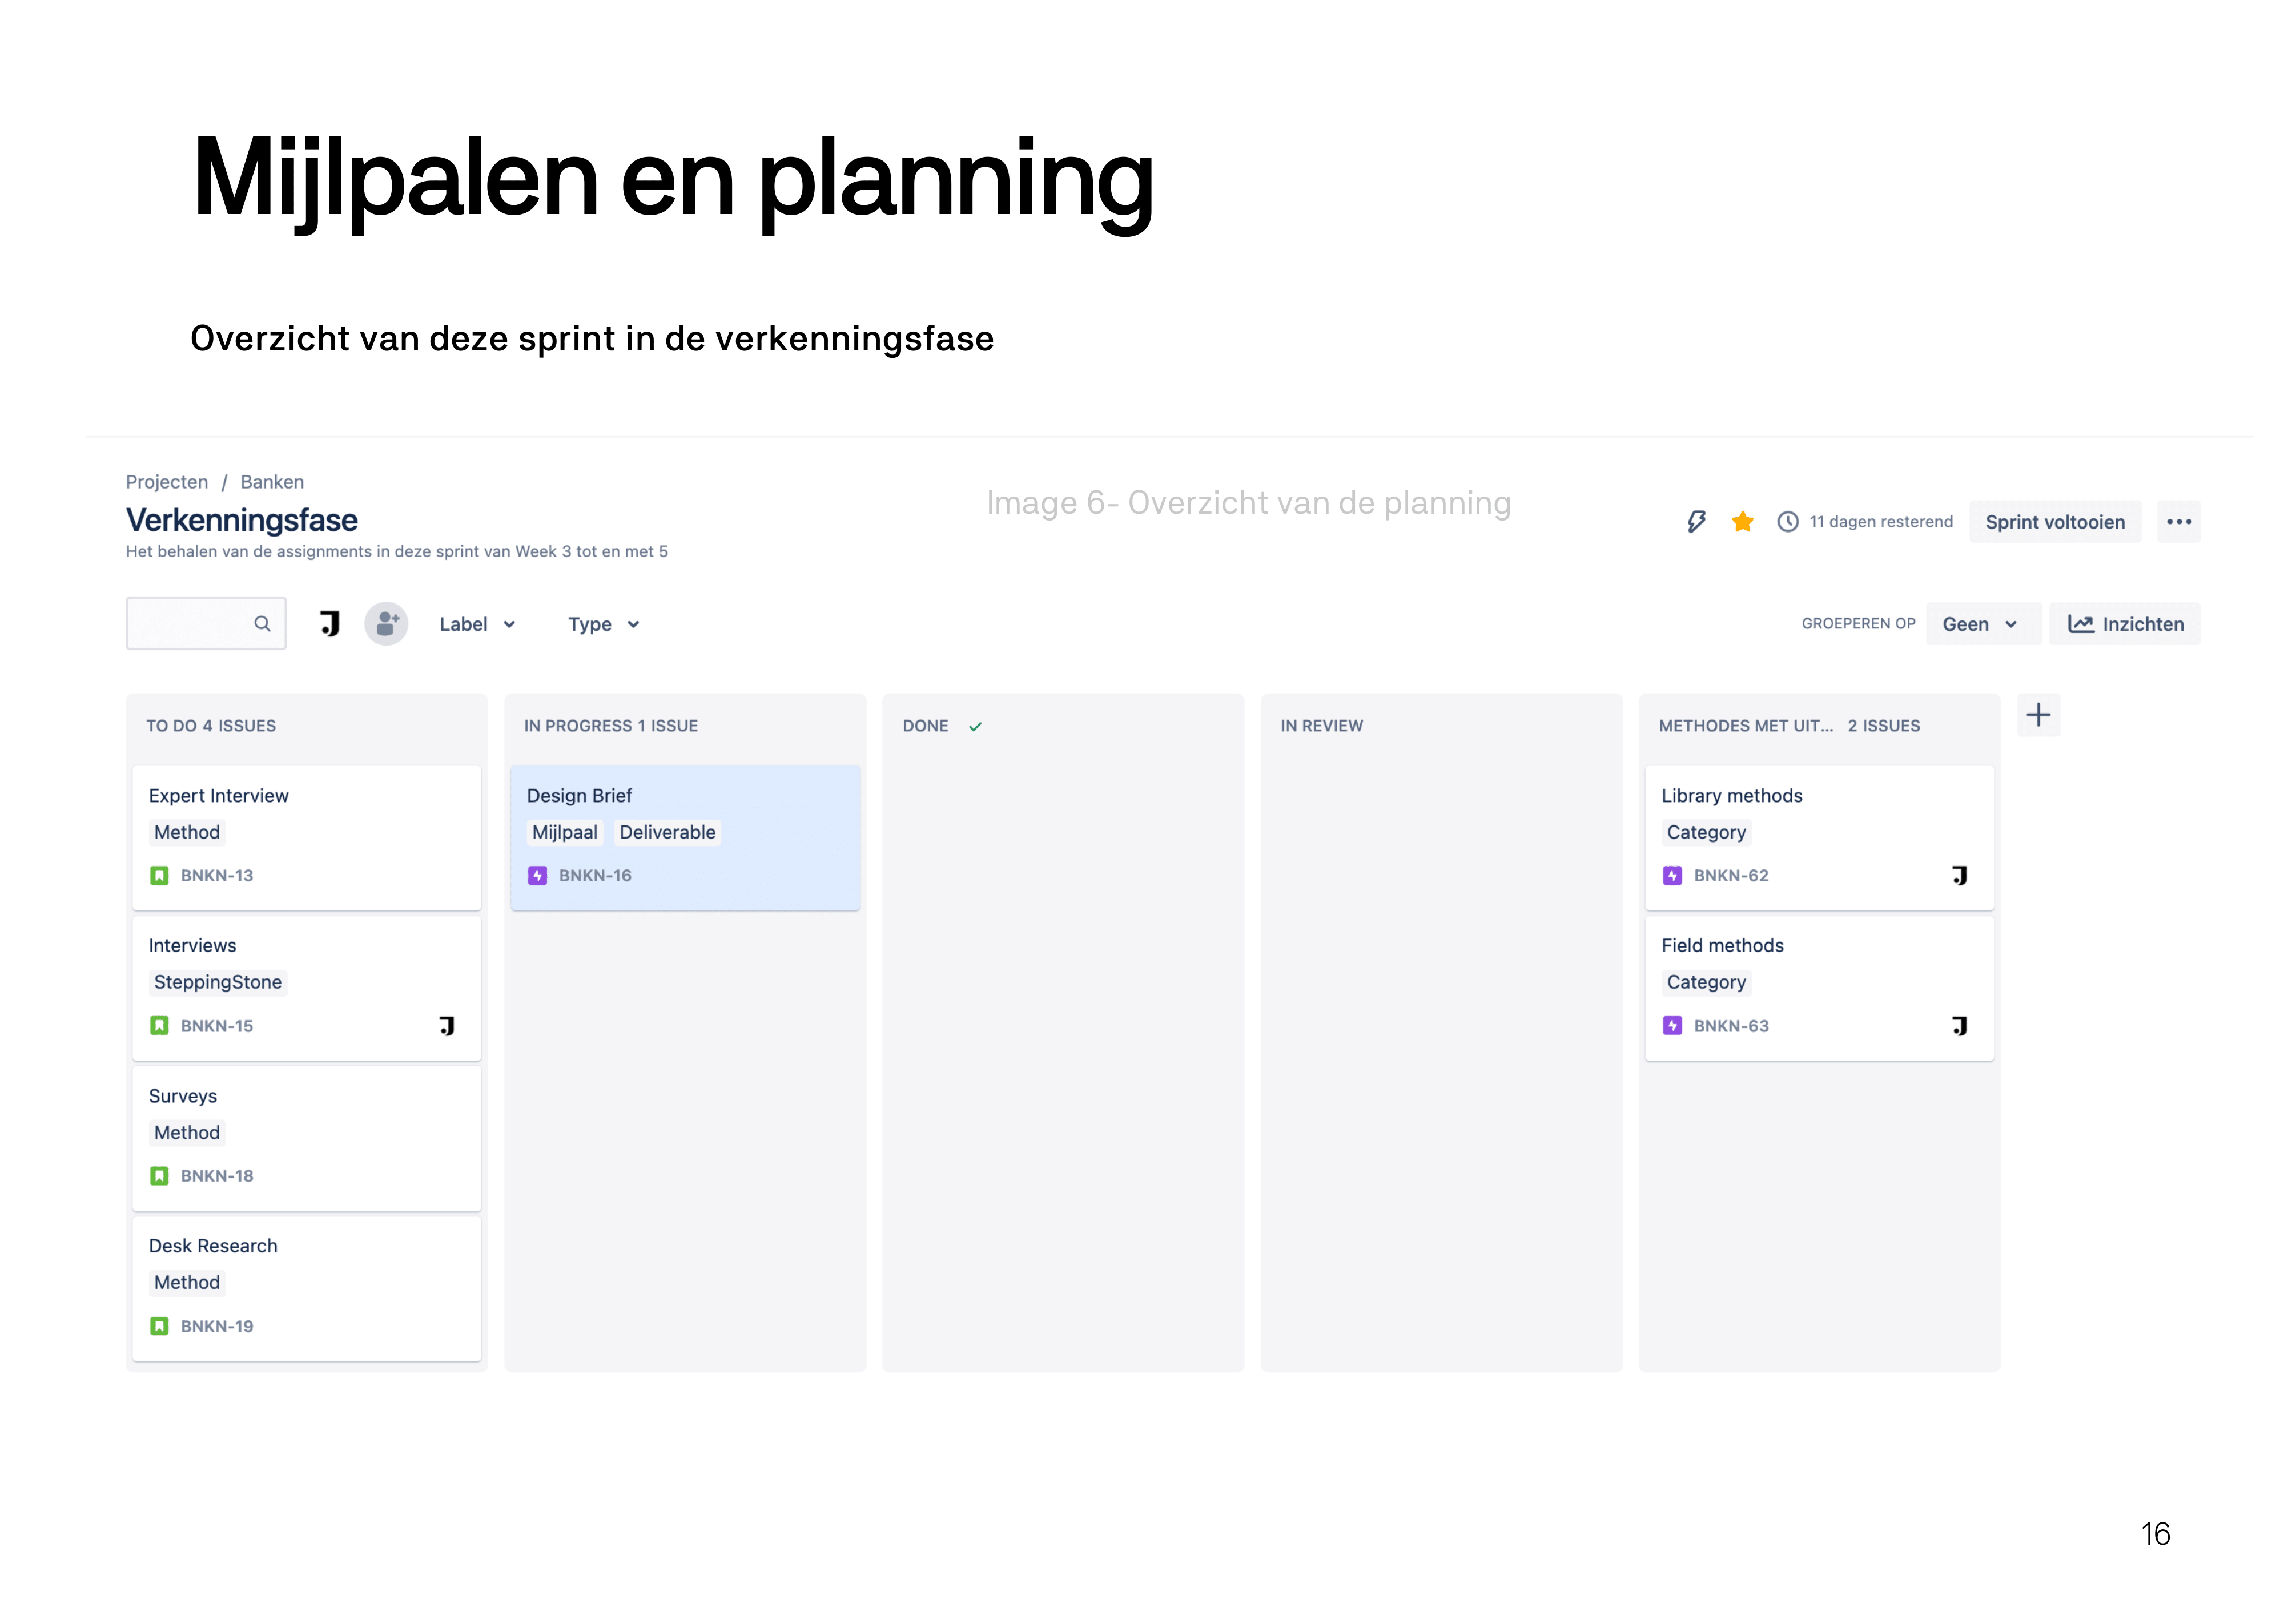 Mijlpalen en planning
Overzicht van deze sprint in de verkenningsfase
Projecten / Banken
Image 6- Overzicht van de planning
Verkenningsfase
11 dagen resterend
Sprint voltooien
Het behalen van de assignments in deze sprint van Week 3 tot en met 5
Label
Type
GROEPEREN OP
Geen
Inzichten
TO DO 4 ISSUES
Expert Interview
Method
BNKN-13
Interviews
SteppingStone
BNKN-15
Surveys
Method
BNKN-18
Desk Research
Method
BNKN-19
IN PROGRESS 1 ISSUE
Design Brief
Mijlpaal Deliverable
BNKN-16
DONE
IN REVIEW
METHODES MET UIT... 2 ISSUES
Library methods
Category
BNKN-62
Field methods
Category
BNKN-63
16